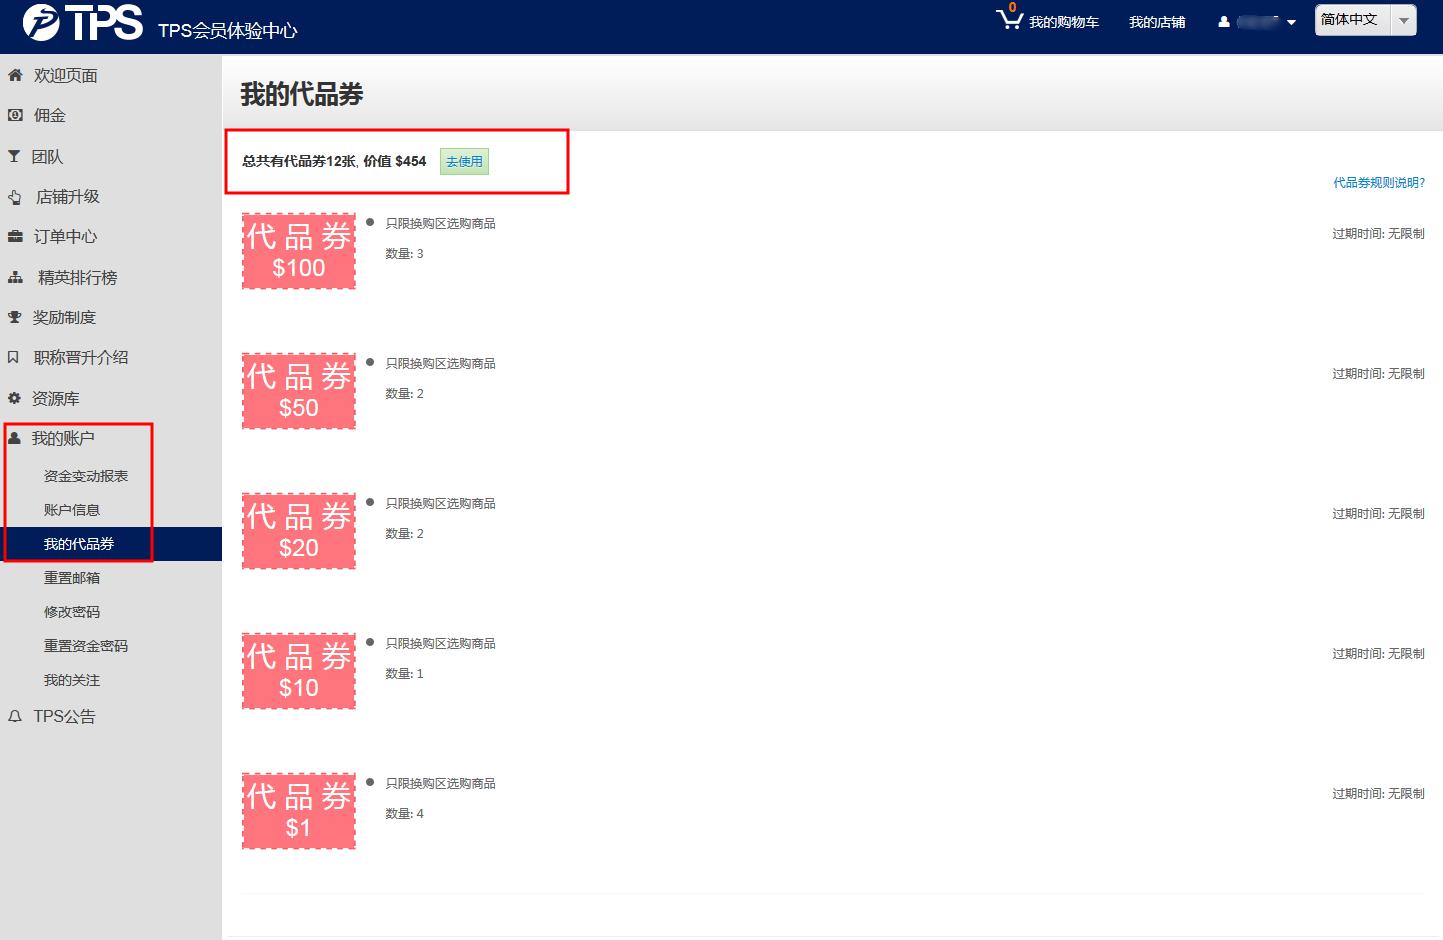 TPS TPS会员体验中心
0
我的购物车 我的店铺 简体中文
欢迎页面
佣金
团队
店铺升级
订单中心
精英排行榜
奖励制度
职称晋升介绍
资源库
我的账户
资金变动报表
账户信息
我的代品券
重置邮箱
修改密码
重置资金密码
我的关注
TPS公告
我的代品券
总共有代品券12张, 价值 $454 去使用
代品券规则说明?
代品券
$100
只限换购区选购商品
数量: 3
过期时间: 无限制
代品券
$50
只限换购区选购商品
数量: 2
过期时间: 无限制
代品券
$20
只限换购区选购商品
数量: 2
过期时间: 无限制
代品券
$10
只限换购区选购商品
数量: 1
过期时间: 无限制
代品券
$1
只限换购区选购商品
数量: 4
过期时间: 无限制